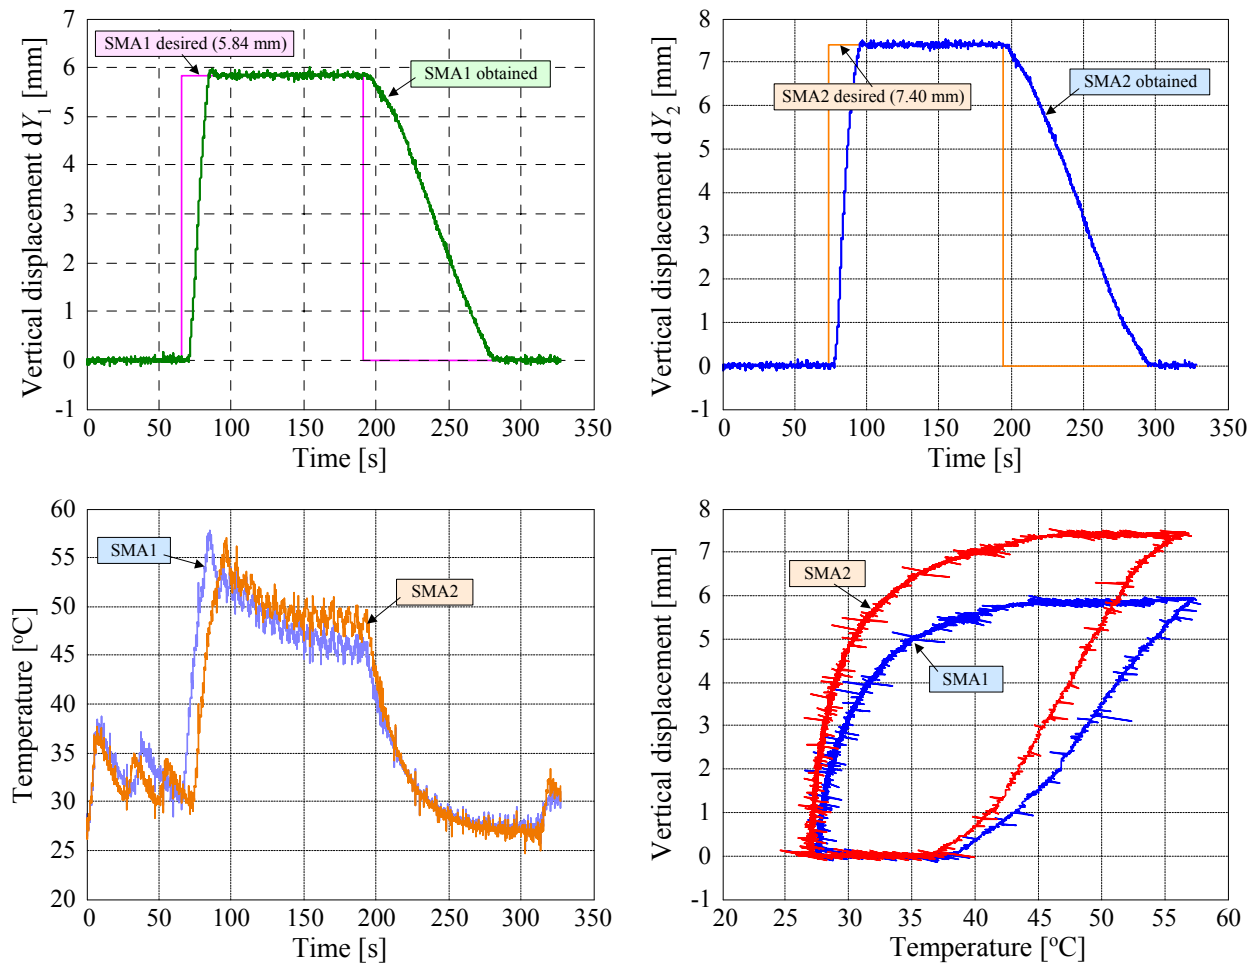 7
6
5
4
3
2
1
0
-1
Vertical displacement dY1 [mm]
SMA1 desired (5.84 mm)
SMA1 obtained
0 50 100 150 200 250 300 350
Time [s]
8
7
6
5
4
3
2
1
0
-1
Vertical displacement dY2 [mm]
SMA2 desired (7.40 mm)
SMA2 obtained
0 50 100 150 200 250 300 350
Time [s]
60
55
50
45
40
35
30
25
20
Temperature [oC]
SMA1
SMA2
0 50 100 150 200 250 300 350
Time [s]
8
7
6
5
4
3
2
1
0
-1
Vertical displacement [mm]
SMA2
SMA1
20 25 30 35 40 45 50 55 60
Temperature [oC]